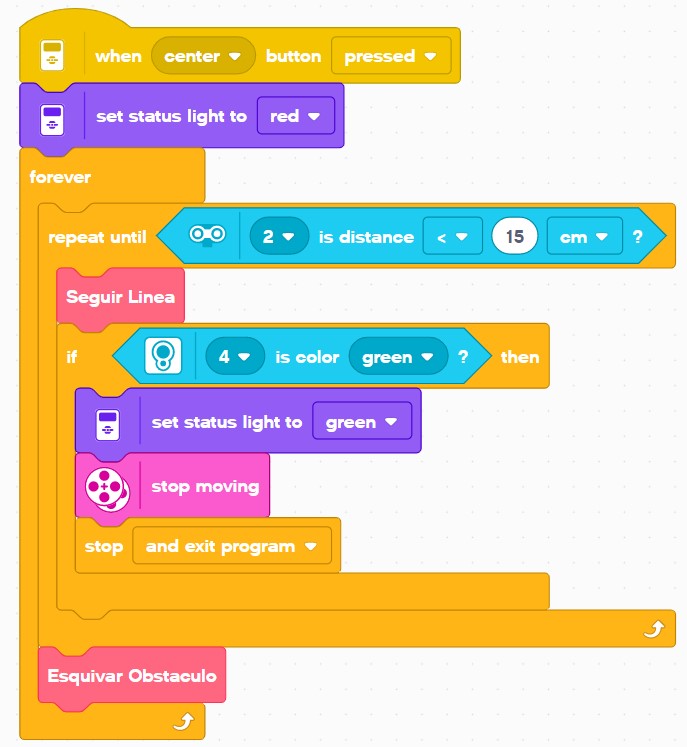 when center button pressed
set status light to red
forever
repeat until 2 is distance < 15 cm ?
Seguir Linea
if 4 is color green ? then
set status light to green
stop moving
stop and exit program
Esquivar Obstaculo